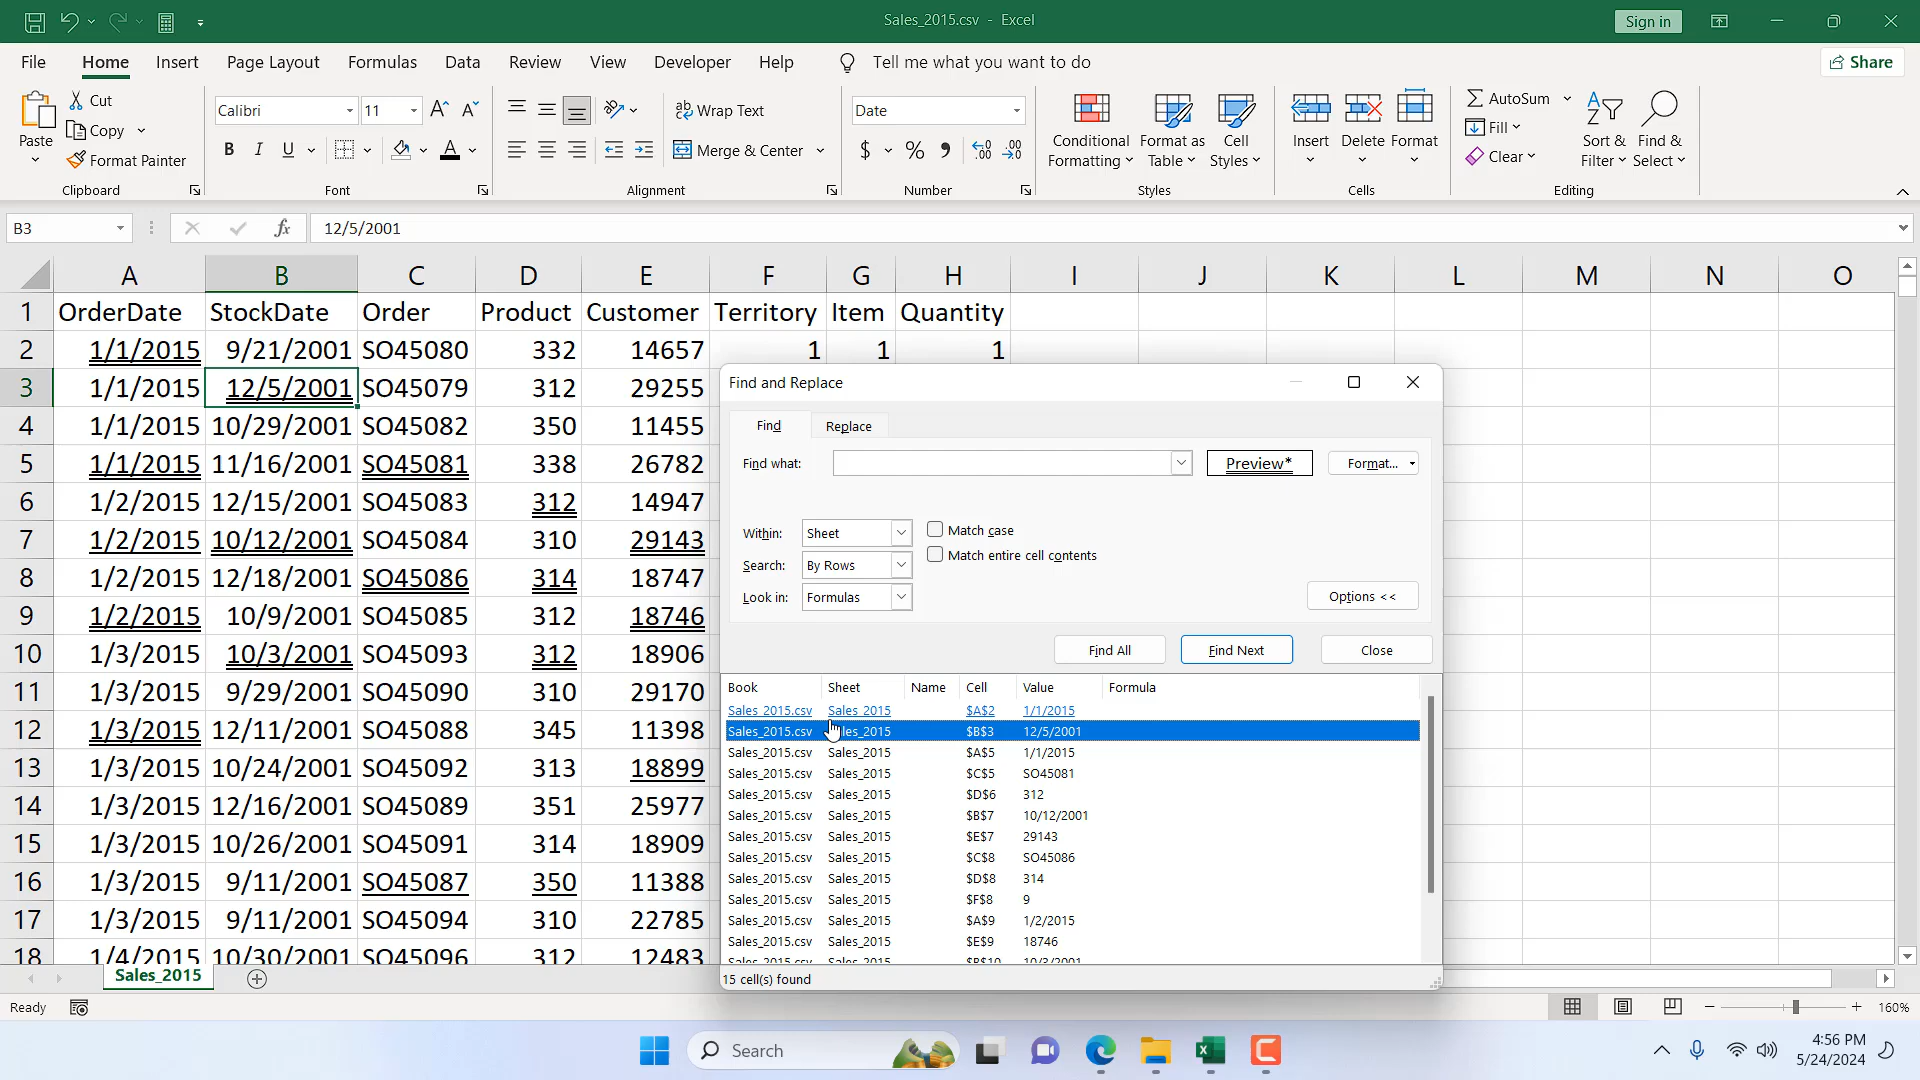 Sales_2015.csv - Excel
Sign in
File Home Insert Page Layout Formulas Data Review View Developer Help Tell me what you want to do
Share
Paste
Cut
Copy
Format Painter
Clipboard
Calibri 11
B I U A
Font
Wrap Text
Merge & Center
Alignment
Date
$ % ,
Number
Conditional Formatting
Format as Table
Cell Styles
Styles
Insert Delete Format
Cells
AutoSum
Fill
Clear
Sort & Filter
Find & Select
Editing
B3 fx 12/5/2001
A B C D E F G H I J K L M N O
1 OrderDate StockDate Order Product Customer Territory Item Quantity
2 1/1/2015 9/21/2001 SO45080 332 14657 1 1 1
3 1/1/2015 12/5/2001 SO45079 312 29255
4 1/1/2015 10/29/2001 SO45082 350 11455
5 1/1/2015 11/16/2001 SO45081 338 26782
6 1/2/2015 12/15/2001 SO45083 312 14947
7 1/2/2015 10/12/2001 SO45084 310 29143
8 1/2/2015 12/18/2001 SO45086 314 18747
9 1/2/2015 10/9/2001 SO45085 312 18746
10 1/3/2015 10/3/2001 SO45093 312 18906
11 1/3/2015 9/29/2001 SO45090 310 29170
12 1/3/2015 12/11/2001 SO45088 345 11398
13 1/3/2015 10/24/2001 SO45092 313 18899
14 1/3/2015 12/16/2001 SO45089 351 25977
15 1/3/2015 10/26/2001 SO45091 314 18909
16 1/3/2015 9/11/2001 SO45087 350 11388
17 1/3/2015 9/11/2001 SO45094 310 22785
18 1/4/2015 10/30/2001 SO45096 312 12483
Find and Replace
Find Replace
Find what: Preview* Format...
Within: Sheet Match case
Search: By Rows Match entire cell contents
Look in: Formulas Options <<
Find All Find Next Close
Book Sheet Name Cell Value Formula
Sales_2015.csv Sales_2015 $A$2 1/1/2015
Sales_2015.csv Sales_2015 $B$3 12/5/2001
Sales_2015.csv Sales_2015 $A$5 1/1/2015
Sales_2015.csv Sales_2015 $C$5 SO45081
Sales_2015.csv Sales_2015 $D$6 312
Sales_2015.csv Sales_2015 $B$7 10/12/2001
Sales_2015.csv Sales_2015 $E$7 29143
Sales_2015.csv Sales_2015 $C$8 SO45086
Sales_2015.csv Sales_2015 $D$8 314
Sales_2015.csv Sales_2015 $F$8 9
Sales_2015.csv Sales_2015 $A$9 1/2/2015
Sales_2015.csv Sales_2015 $E$9 18746
Sales_2015.csv Sales_2015 $B$10 10/3/2001
15 cell(s) found
Sales_2015
Ready
160%
Search
4:56 PM
5/24/2024